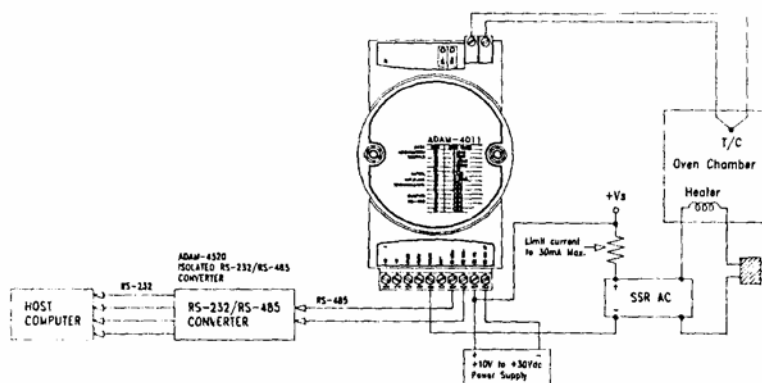 ADAM-4011
T/C
Oven Chamber
Heater
+Vs
Limit current
to 30mA Max.
SSR AC
+
-
ADAM-4520
ISOLATED RS-232/RS-485
CONVERTER
RS-232
RS-485
HOST
COMPUTER
RS-232/RS-485
CONVERTER
+ -
+10V to +30Vdc
Power Supply